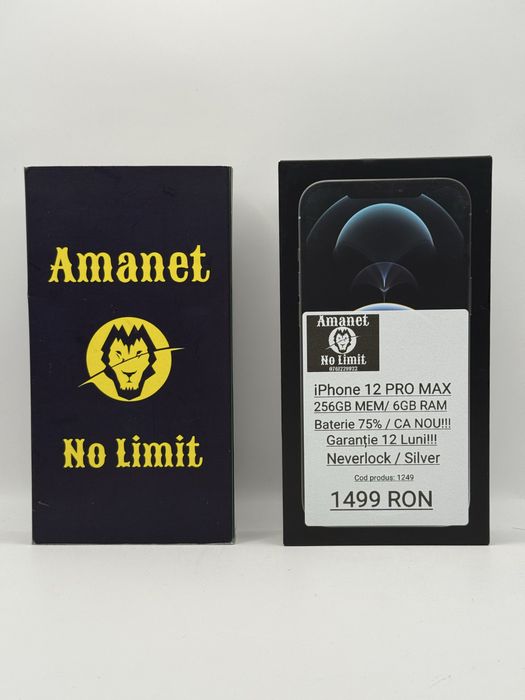 Amanet
No Limit
Amanet
No Limit
0761220922
iPhone 12 PRO MAX
256GB MEM/ 6GB RAM
Baterie 75% / CA NOU!!!
Garanție 12 Luni!!!
Neverlock / Silver
Cod produs: 1249
1499 RON